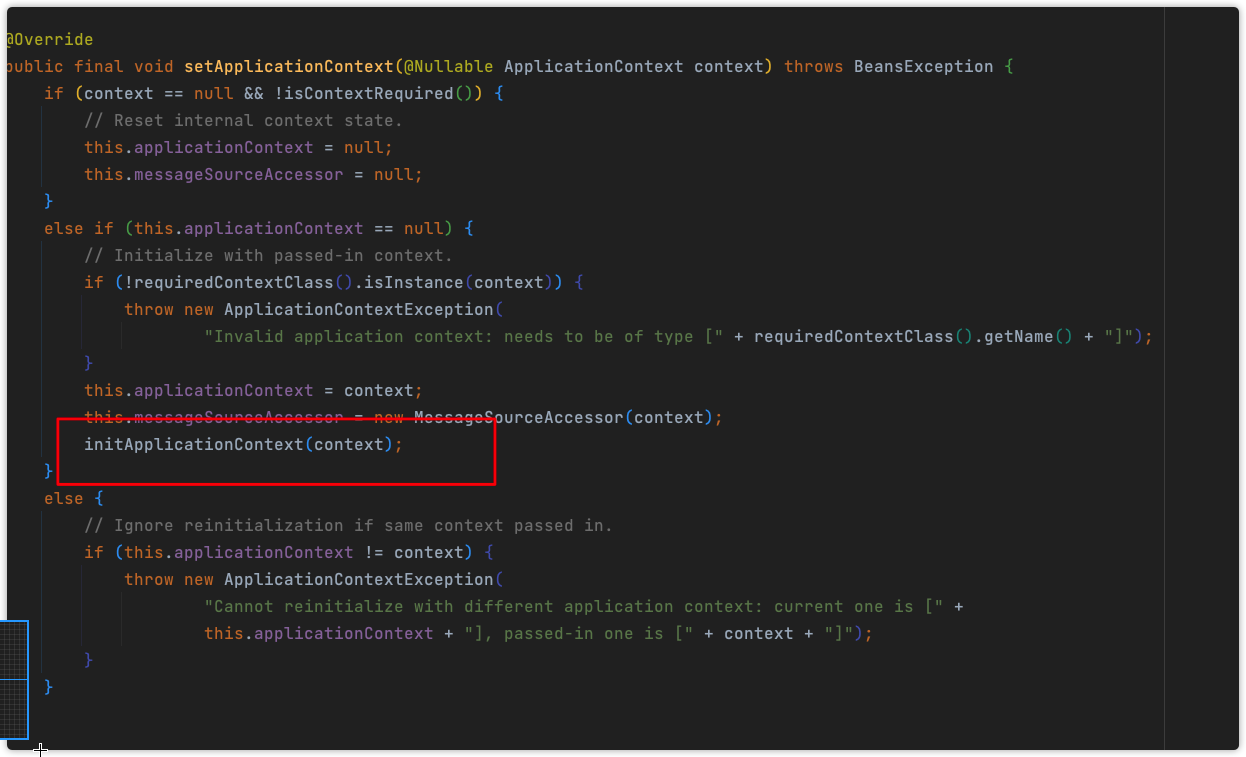 @Override
public final void setApplicationContext(@Nullable ApplicationContext context) throws BeansException {
if (context == null && !isContextRequired()) {
// Reset internal context state.
this.applicationContext = null;
this.messageSourceAccessor = null;
}
else if (this.applicationContext == null) {
// Initialize with passed-in context.
if (!requiredContextClass().isInstance(context)) {
throw new ApplicationContextException(
"Invalid application context: needs to be of type [" + requiredContextClass().getName() + "]");
}
this.applicationContext = context;
this.messageSourceAccessor = new MessageSourceAccessor(context);
initApplicationContext(context);
}
else {
// Ignore reinitialization if same context passed in.
if (this.applicationContext != context) {
throw new ApplicationContextException(
"Cannot reinitialize with different application context: current one is [" +
this.applicationContext + "], passed-in one is [" + context + "]");
}
}